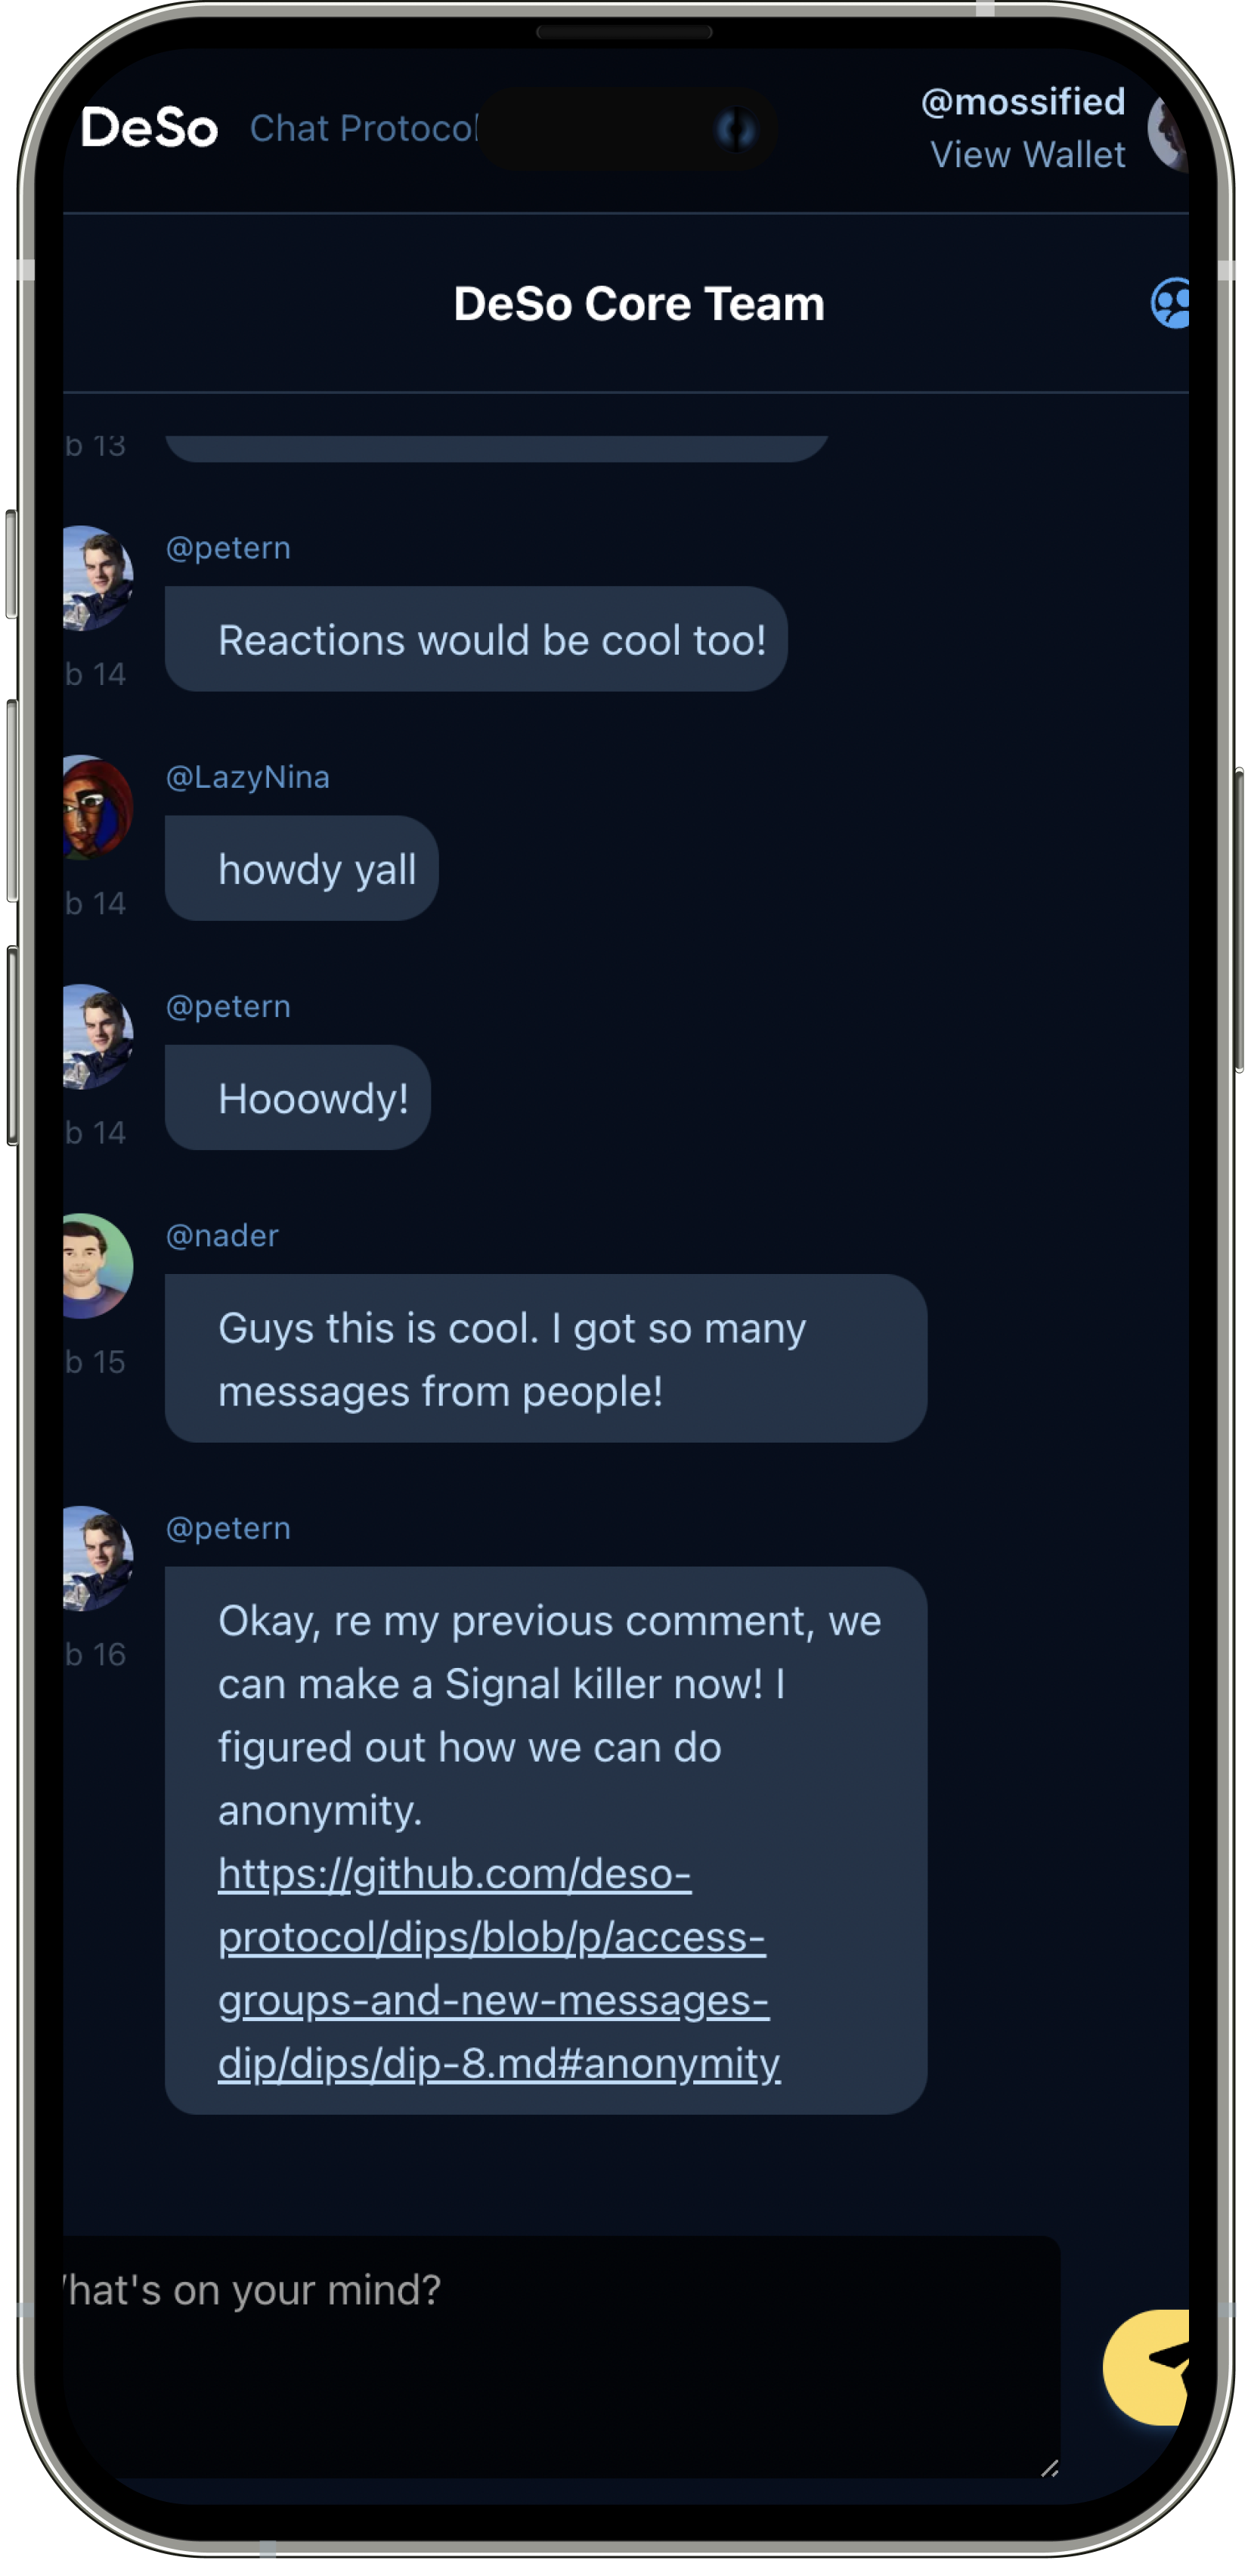 DeSo Chat Protocol
@mossified
View Wallet
DeSo Core Team
b 13
@petern
Reactions would be cool too!
b 14
@LazyNina
howdy yall
b 14
@petern
Hooowdy!
b 14
@nader
Guys this is cool. I got so many
messages from people!
b 15
@petern
Okay, re my previous comment, we
can make a Signal killer now! I
figured out how we can do
anonymity.
https://github.com/deso-
protocol/dips/blob/p/access-
groups-and-new-messages-
dip/dips/dip-8.md#anonymity
b 16
hat's on your mind?